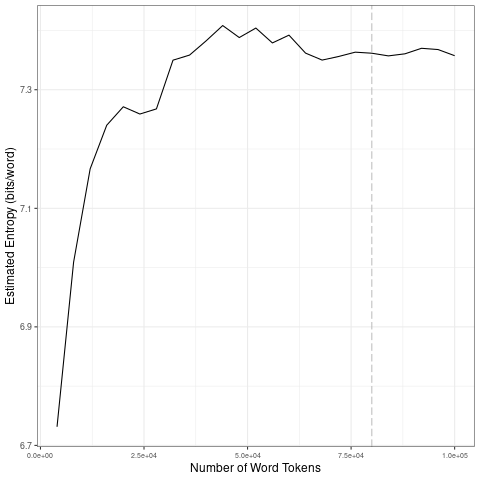 Estimated Entropy (bits/word)
7.3
7.1
6.9
6.7
0.0e+00 2.5e+04 5.0e+04 7.5e+04 1.0e+05
Number of Word Tokens